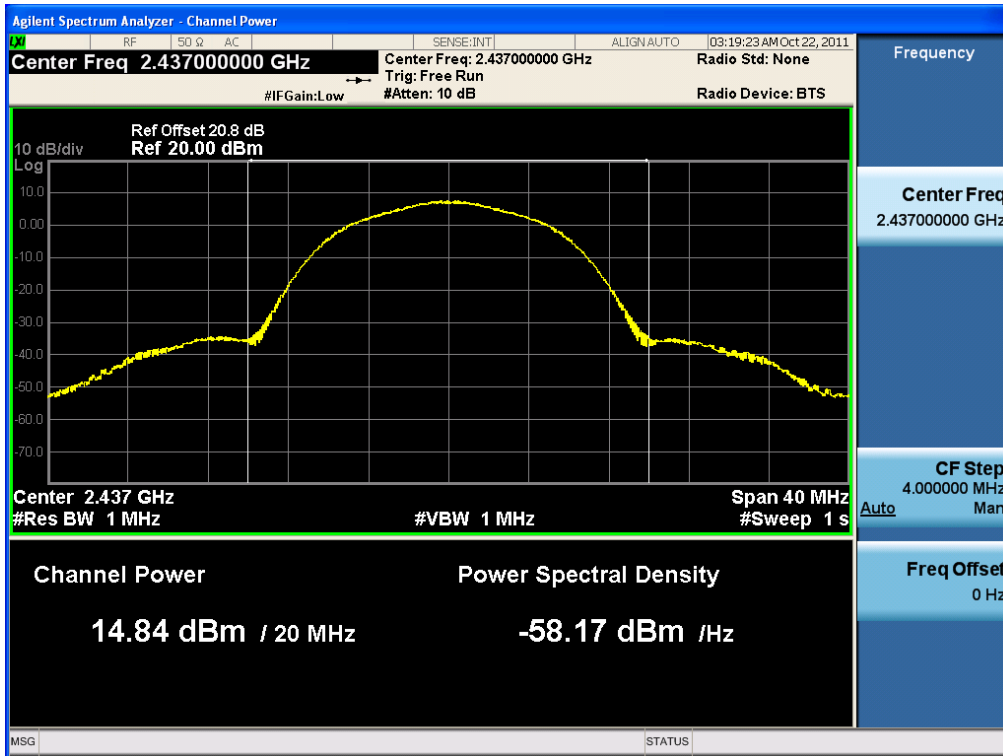 Agilent Spectrum Analyzer - Channel Power
LXI RF 50 Ω AC SENSE:INT ALIGN AUTO 03:19:23 AM Oct 22, 2011
Center Freq 2.437000000 GHz
Center Freq: 2.437000000 GHz Radio Std: None
Trig: Free Run
#IFGain:Low #Atten: 10 dB Radio Device: BTS
Ref Offset 20.8 dB
10 dB/div Ref 20.00 dBm
Log
10.0
0.00
-10.0
-20.0
-30.0
-40.0
-50.0
-60.0
-70.0
Center 2.437 GHz Span 40 MHz
#Res BW 1 MHz #VBW 1 MHz #Sweep 1 s
Channel Power Power Spectral Density
14.84 dBm / 20 MHz -58.17 dBm /Hz
MSG STATUS
Frequency
Center Freq
2.437000000 GHz
CF Step
4.000000 MHz
Auto Man
Freq Offset
0 Hz